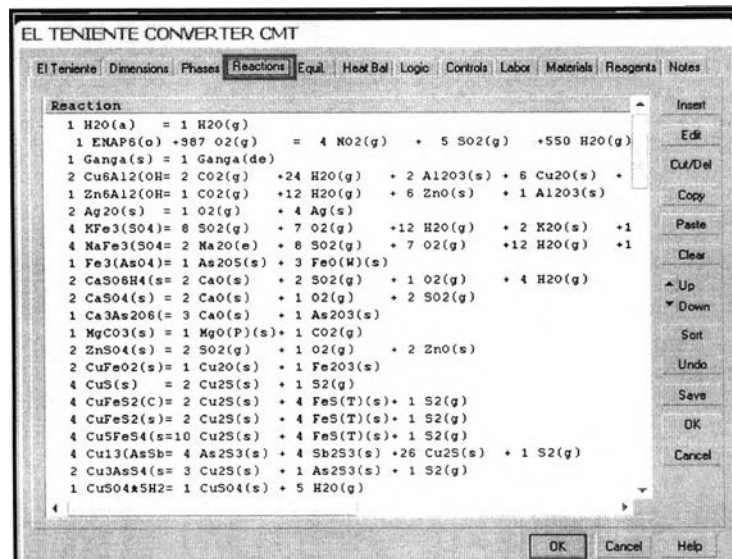 EL TENIENTE CONVERTER CMT
El Teniente Dimensions Phases Reactions Equil. Heat Bal Logic Controls Labor Materials Reagents Notes
Reaction
1 H2O(a) = 1 H2O(g)
1 ENAP6(o) +987 O2(g) = 4 NO2(g) + 5 SO2(g) +550 H2O(g)
1 Ganga(s) = 1 Ganga(de)
2 Cu6Al2(OH= 2 CO2(g) +24 H2O(g) + 2 Al2O3(s) + 6 Cu2O(s) +
1 Zn6Al2(OH= 1 CO2(g) +12 H2O(g) + 6 ZnO(s) + 1 Al2O3(s)
2 Ag2O(s) = 1 O2(g) + 4 Ag(s)
4 KFe3(SO4)= 8 SO2(g) + 7 O2(g) +12 H2O(g) + 2 K2O(s) +1
4 NaFe3(SO4= 2 Na2O(e) + 8 SO2(g) + 7 O2(g) +12 H2O(g) +1
1 Fe3(AsO4)= 1 As2O5(s) + 3 FeO(W)(s)
2 CaSO6H4(s= 2 CaO(s) + 2 SO2(g) + 1 O2(g) + 4 H2O(g)
2 CaSO4(s) = 2 CaO(s) + 1 O2(g) + 2 SO2(g)
1 Ca3As2O6(= 3 CaO(s) + 1 As2O3(s)
1 MgCO3(s) = 1 MgO(P)(s)+ 1 CO2(g)
2 ZnSO4(s) = 2 SO2(g) + 1 O2(g) + 2 ZnO(s)
2 CuFeO2(s)= 1 Cu2O(s) + 1 Fe2O3(s)
4 CuS(s) = 2 Cu2S(s) + 1 S2(g)
4 CuFeS2(C)= 2 Cu2S(s) + 4 FeS(T)(s)+ 1 S2(g)
4 CuFeS2(s)= 2 Cu2S(s) + 4 FeS(T)(s)+ 1 S2(g)
4 Cu5FeS4(s=10 Cu2S(s) + 4 FeS(T)(s)+ 1 S2(g)
4 Cu13(AsSb= 4 As2S3(s) + 4 Sb2S3(s) +26 Cu2S(s) + 1 S2(g)
2 Cu3AsS4(s= 3 Cu2S(s) + 1 As2S3(s) + 1 S2(g)
1 CuSO4*5H2= 1 CuSO4(s) + 5 H2O(g)
Insert
Edit
Cut/Del
Copy
Paste
Clear
Up
Down
Sort
Undo
Save
OK
Cancel
OK Cancel Help